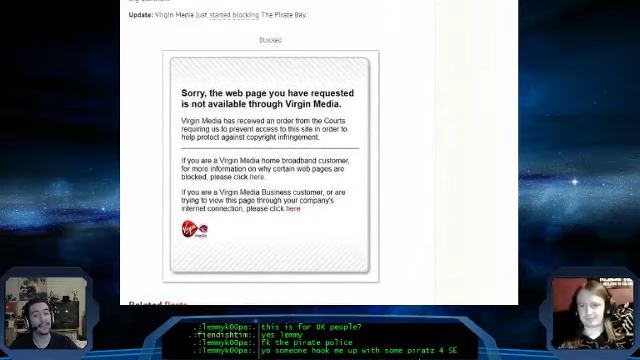 Update: Virgin Media just started blocking The Pirate Bay.
Blocked
Sorry, the web page you have requested
is not available through Virgin Media.
Virgin Media has received an order from the Courts
requiring us to prevent access to this site in order to
help protect against copyright infringement.
If you are a Virgin Media home broadband customer,
for more information on why certain web pages are
blocked, please click here.
If you are a Virgin Media Business customer, or are
trying to view this page through your company's
internet connection, please click here
Virgin media
Related Posts
.:lemmyk00pa:. this is for UK people?
.:fiendishtim:. yes lemmy
.:lemmyk00pa:. fk the pirate police
.:lemmyk00pa:. yo someone hook me up with some piratz 4 SE